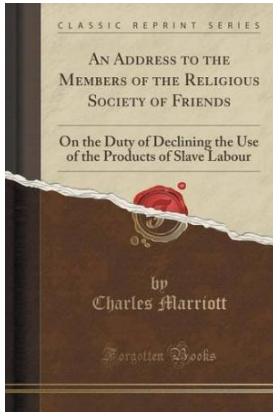 CLASSIC REPRINT SERIES
AN ADDRESS TO THE
MEMBERS OF THE RELIGIOUS
SOCIETY OF FRIENDS
On the Duty of Declining the Use
of the Products of Slave Labour
by
Charles Marriott
Forgotten Books